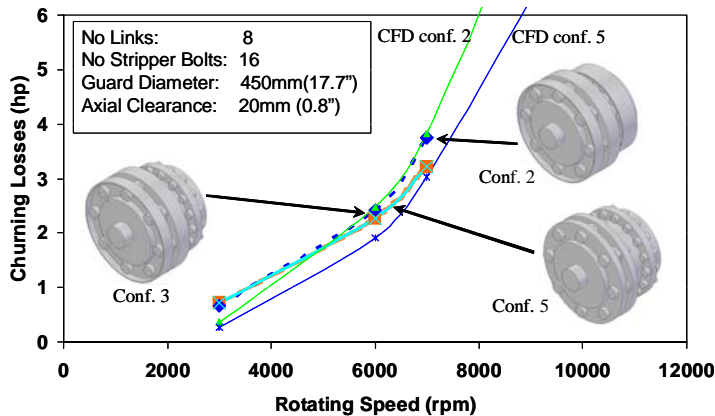 CFD conf. 2
CFD conf. 5
No Links: 8
No Stripper Bolts: 16
Guard Diameter: 450mm(17.7”)
Axial Clearance: 20mm (0.8”)
Conf. 2
Conf. 3
Conf. 5
Churning Losses (hp)
6
5
4
3
2
1
0
0 2000 4000 6000 8000 10000 12000
Rotating Speed (rpm)